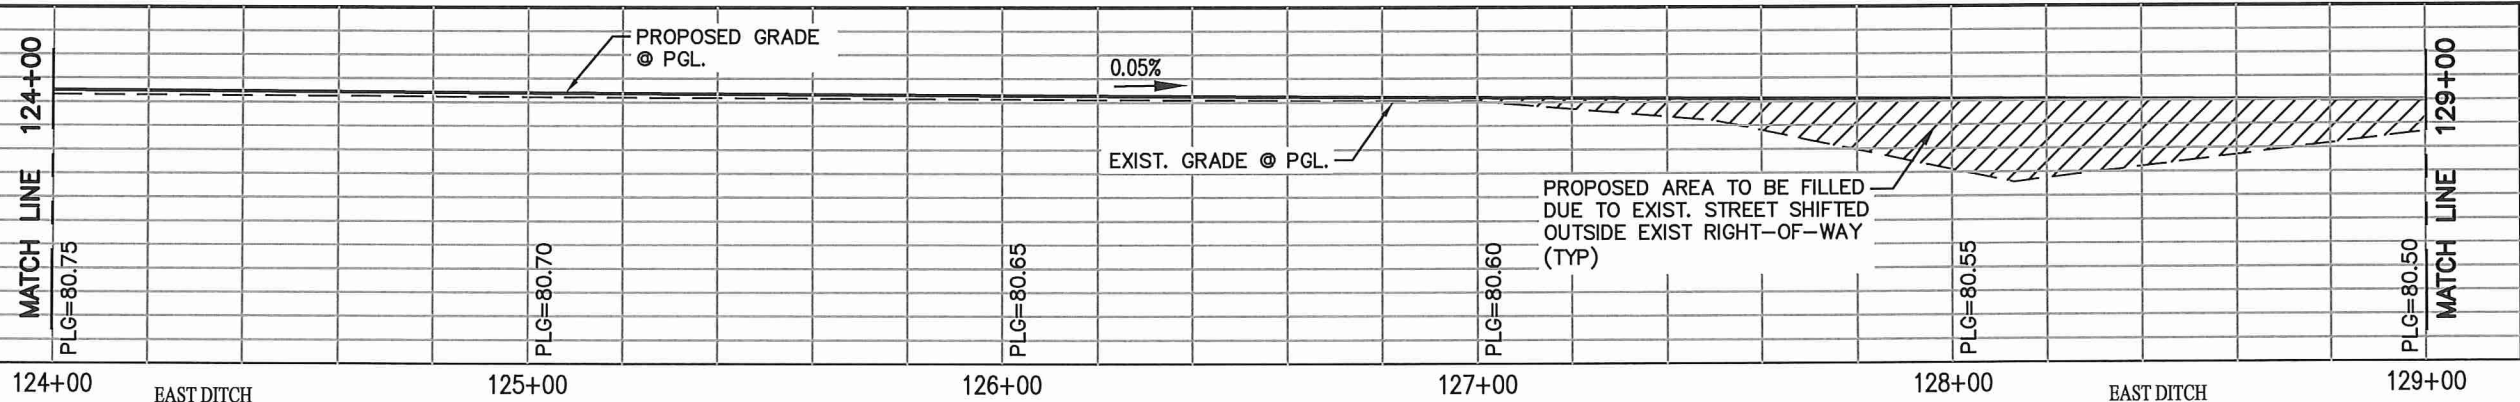 PROPOSED GRADE
@ PGL.
0.05%
EXIST. GRADE @ PGL.
PROPOSED AREA TO BE FILLED
DUE TO EXIST. STREET SHIFTED
OUTSIDE EXIST RIGHT-OF-WAY
(TYP)
MATCH LINE 124+00
PLG=80.75
PLG=80.70
PLG=80.65
PLG=80.60
PLG=80.55
PLG=80.50
MATCH LINE 129+00
124+00
125+00
126+00
127+00
128+00
129+00
EAST DITCH
EAST DITCH